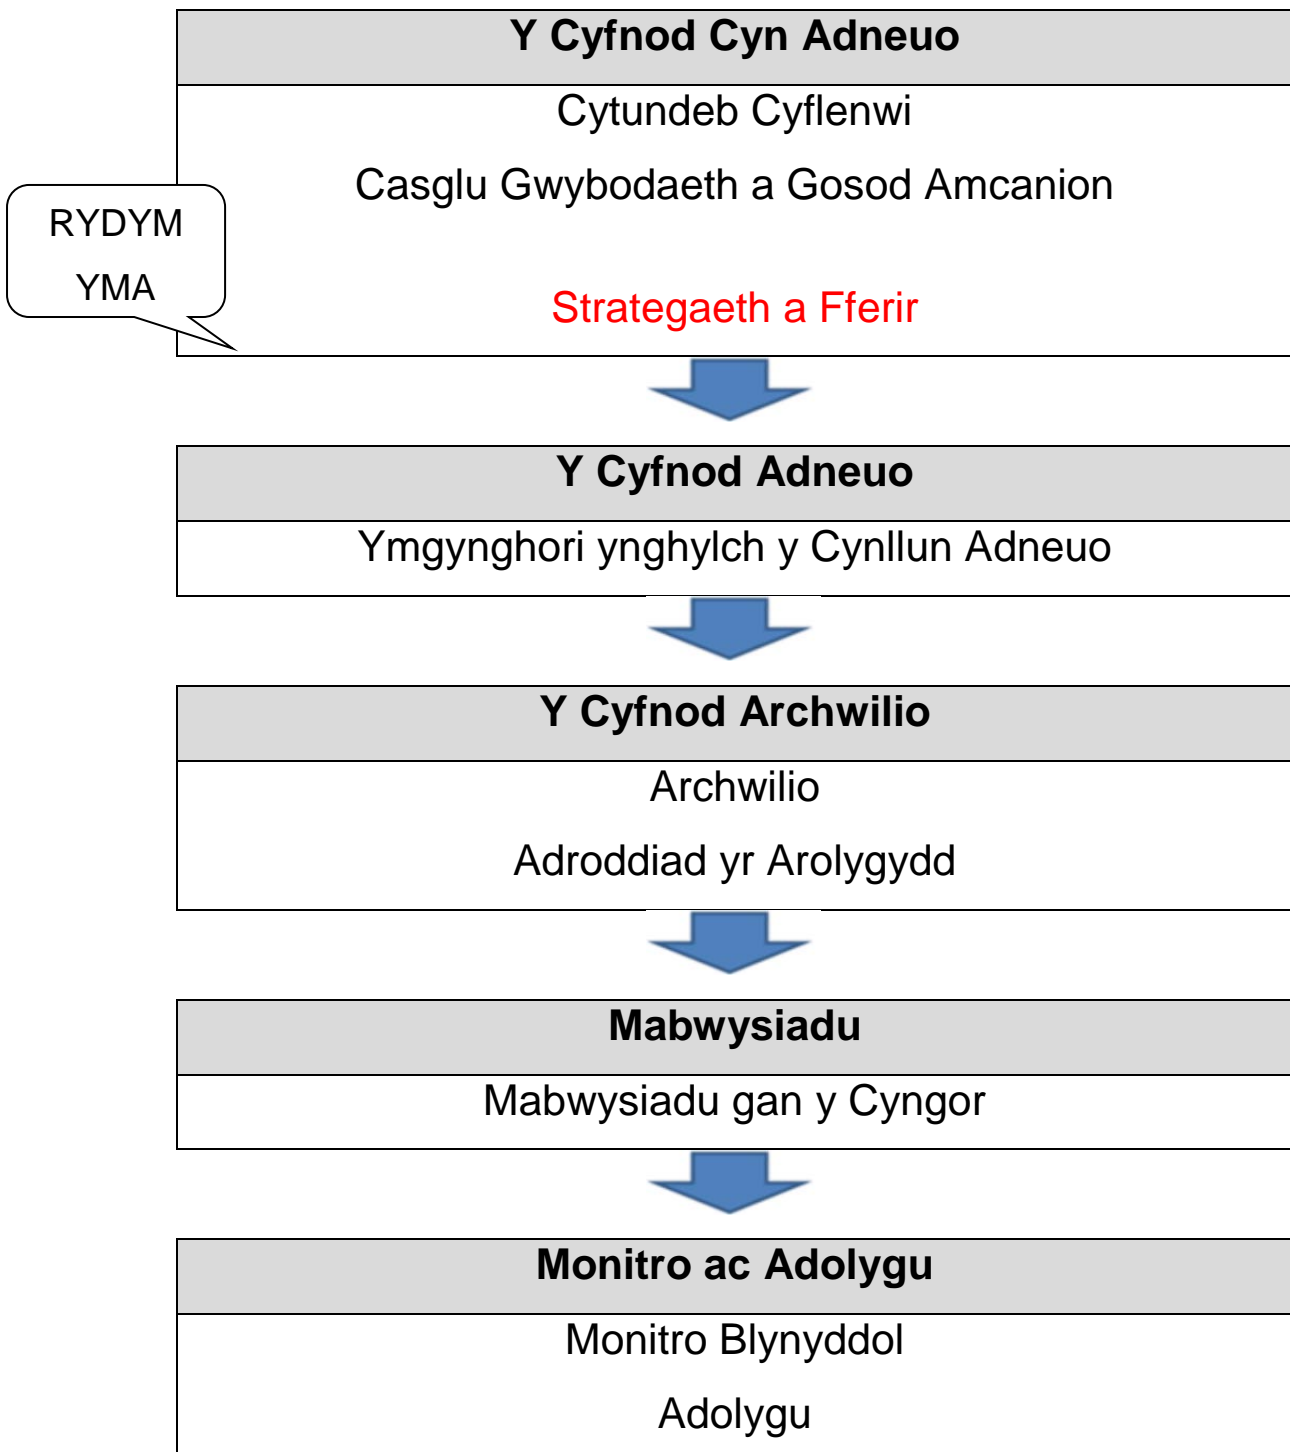 Y Cyfnod Cyn Adneuo
Cytundeb Cyflenwi
Casglu Gwybodaeth a Gosod Amcanion
RYDYM
YMA
Strategaeth a Fferir
Y Cyfnod Adneuo
Ymgynghori ynghylch y Cynllun Adneuo
Y Cyfnod Archwilio
Archwilio
Adroddiad yr Arolygydd
Mabwysiadu
Mabwysiadu gan y Cyngor
Monitro ac Adolygu
Monitro Blynyddol
Adolygu